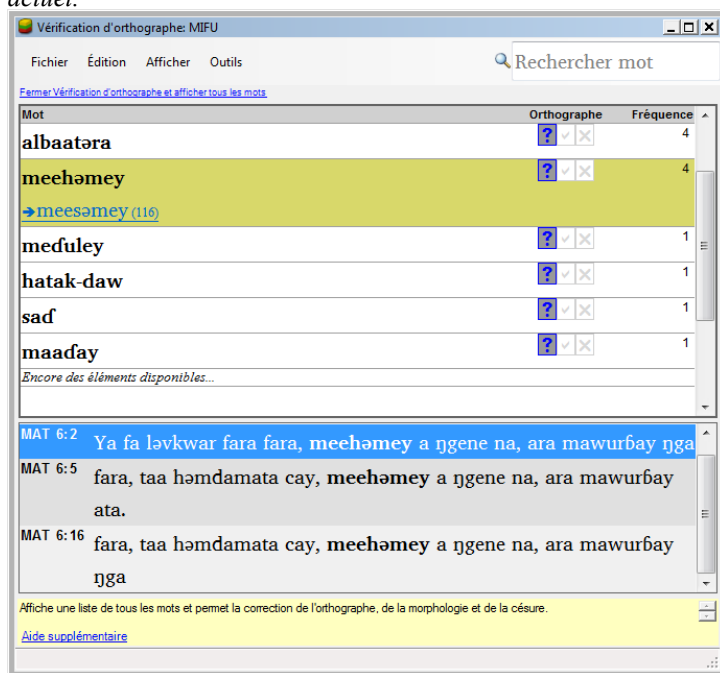 actuel.
Vérification d'orthographe: MIFU
Fichier Édition Afficher Outils Rechercher mot
Fermer Vérification d'orthographe et afficher tous les mots
Mot Orthographe Fréquence
albaatəra ? 4
meehəmey ? 4
➔meesəmey (116)
meɗuley ? 1
hatak-daw ? 1
saɗ ? 1
maaɗay ? 1
Encore des éléments disponibles...
MAT 6:2 Ya fa ləvkwar fara fara, meehəmey a ŋgene na, ara mawurɓay ŋga
MAT 6:5 fara, taa həmdamata cay, meehəmey a ŋgene na, ara mawurɓay
ata.
MAT 6:16 fara, taa həmdamata cay, meehəmey a ŋgene na, ara mawurɓay
ŋga
Affiche une liste de tous les mots et permet la correction de l'orthographe, de la morphologie et de la césure.
Aide supplémentaire